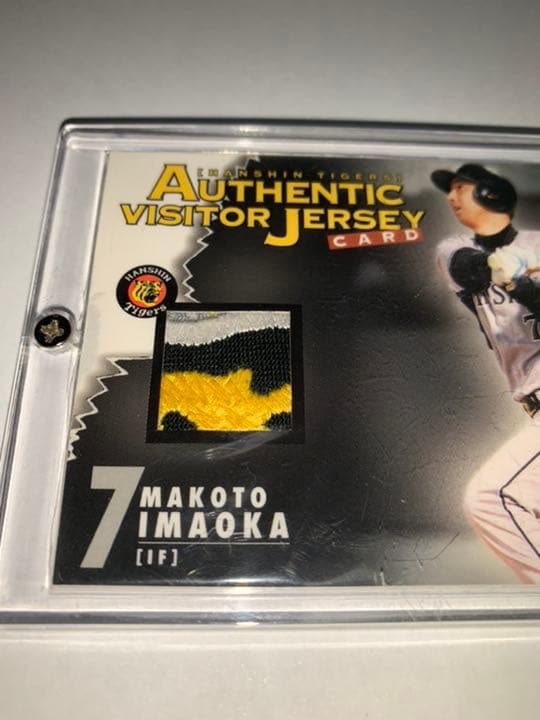 [HANSHIN TIGERS]
AUTHENTIC
VISITOR JERSEY
CARD
HANSHIN
Tigers
7
MAKOTO
IMAOKA
[IF]